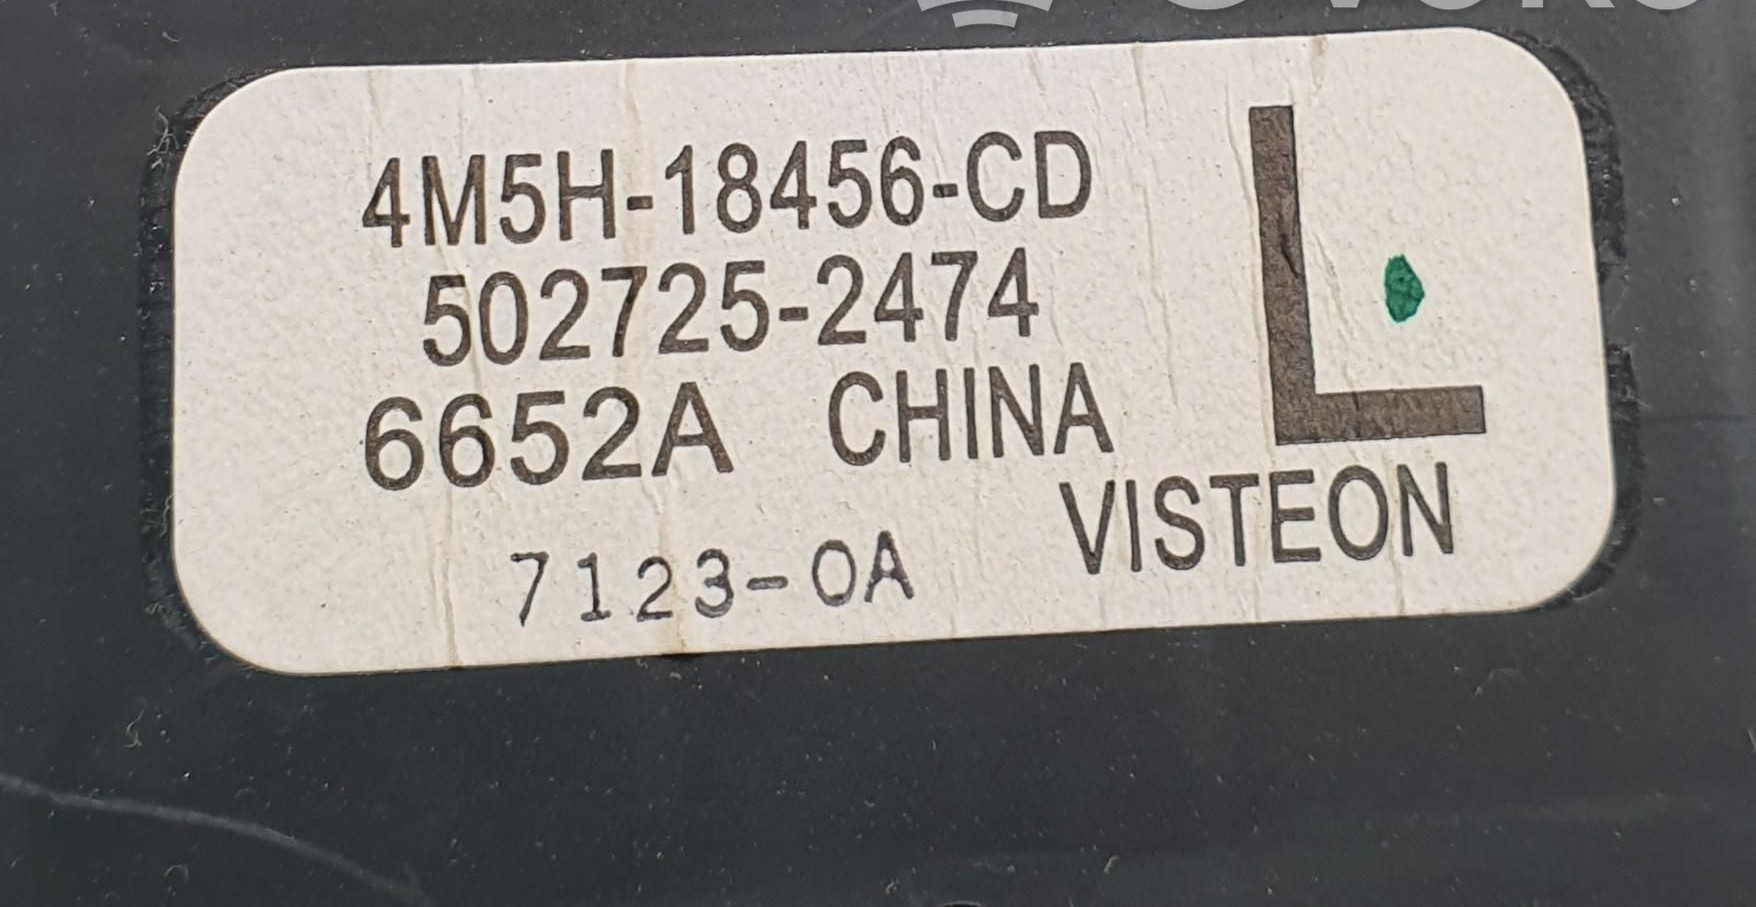 4M5H-18456-CD
502725-2474
6652A CHINA
L
VISTEON
7123-0A